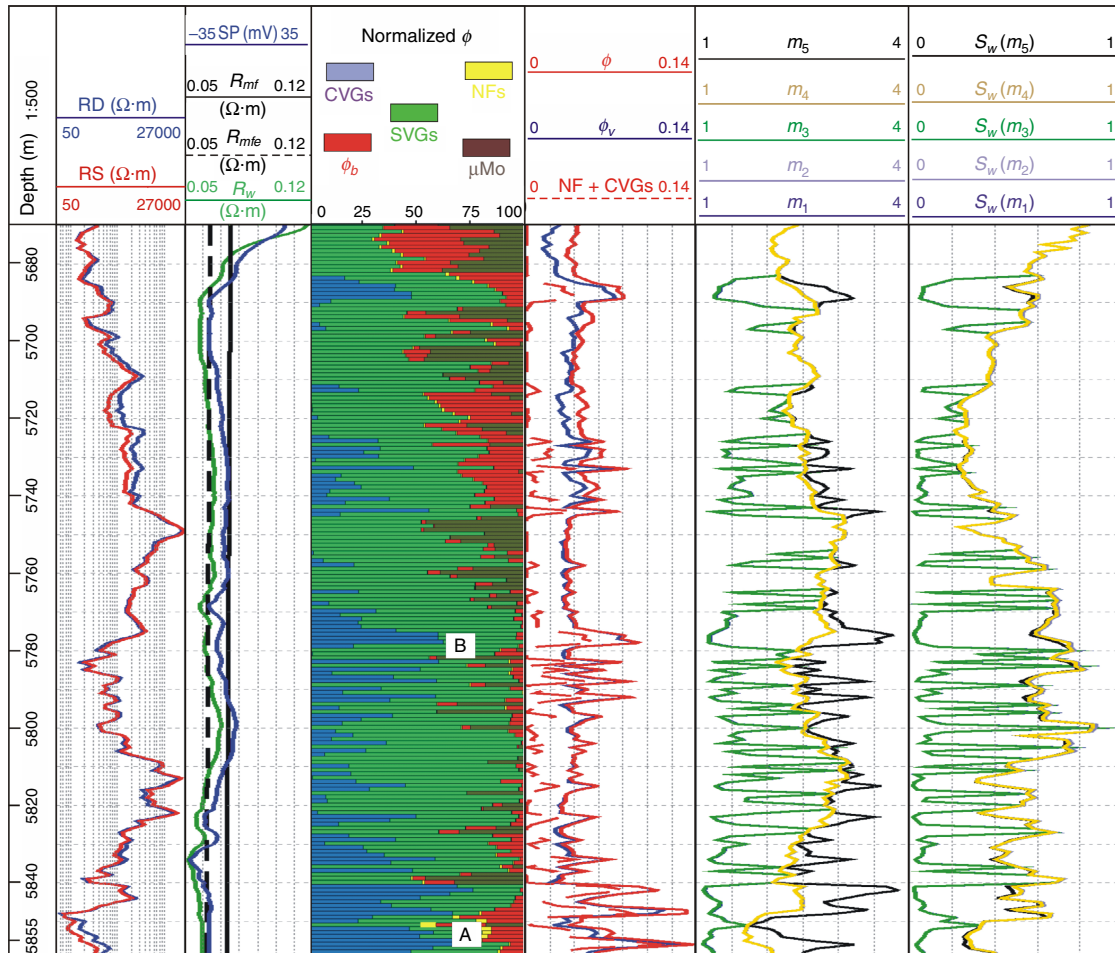 Depth (m) 1:500
RD (Ω·m)
50 27000
RS (Ω·m)
50 27000
−35 SP (mV) 35
0.05 Rmf 0.12
(Ω·m)
0.05 Rmfe 0.12
(Ω·m)
0.05 Rw 0.12
(Ω·m)
Normalized ϕ
CVGs
NFs
SVGs
ϕb
μMo
0 25 50 75 100
0 ϕ 0.14
0 ϕv 0.14
0 NF + CVGs 0.14
1 m5 4
1 m4 4
1 m3 4
1 m2 4
1 m1 4
0 Sw (m5) 1
0 Sw (m4) 1
0 Sw (m3) 1
0 Sw (m2) 1
0 Sw (m1) 1
5680
5700
5720
5740
5760
5780
5800
5820
5840
5855
B
A